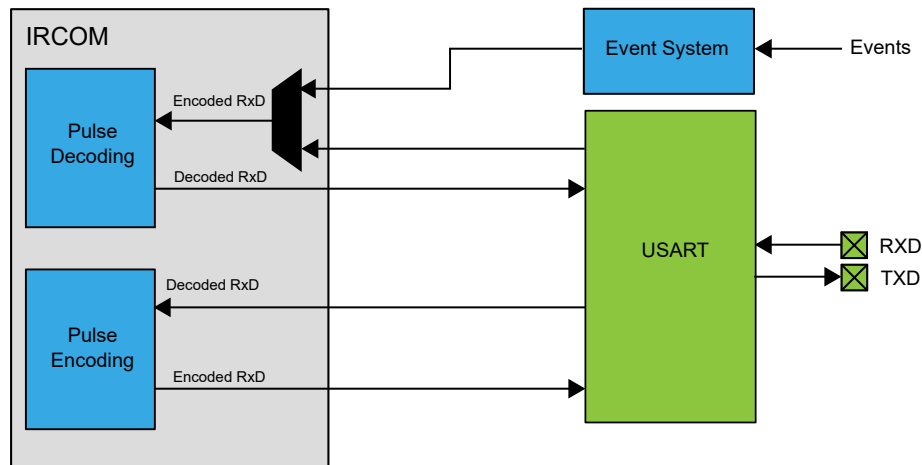 IRCOM
Event System
Events
Encoded RxD
Pulse
Decoding
Decoded RxD
USART
RXD
TXD
Decoded RxD
Pulse
Encoding
Encoded RxD